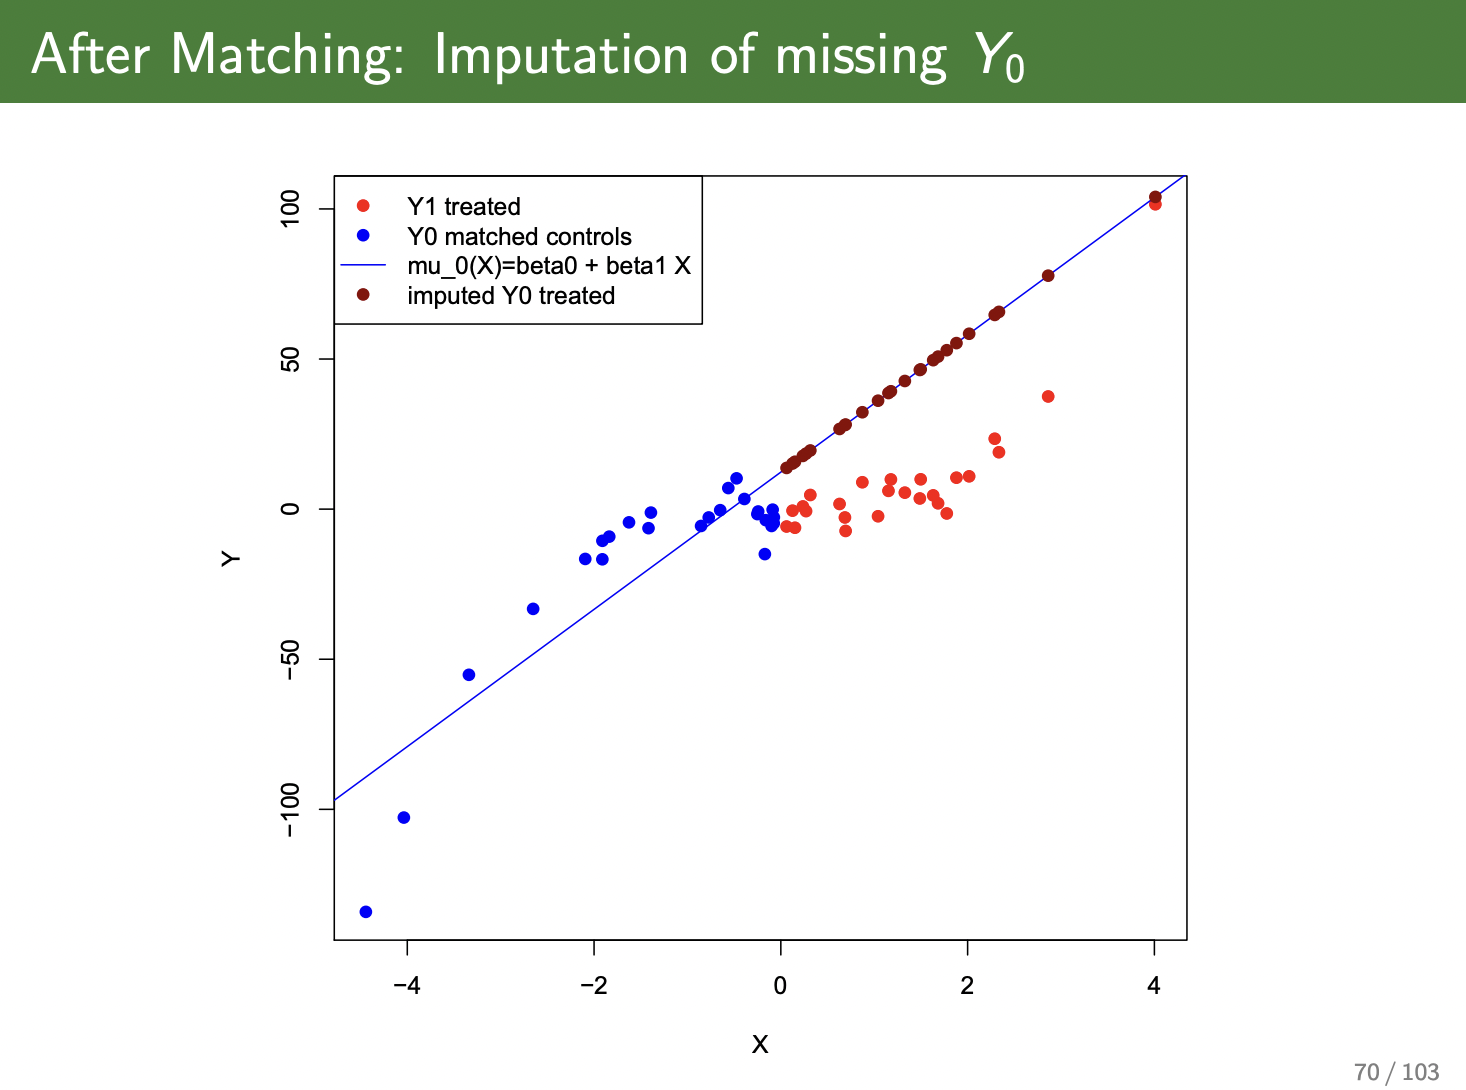 After Matching: Imputation of missing Y0
Y1 treated
Y0 matched controls
mu_0(X)=beta0 + beta1 X
imputed Y0 treated
100
50
0
−50
−100
Y
−4 −2 0 2 4
X
70 / 103